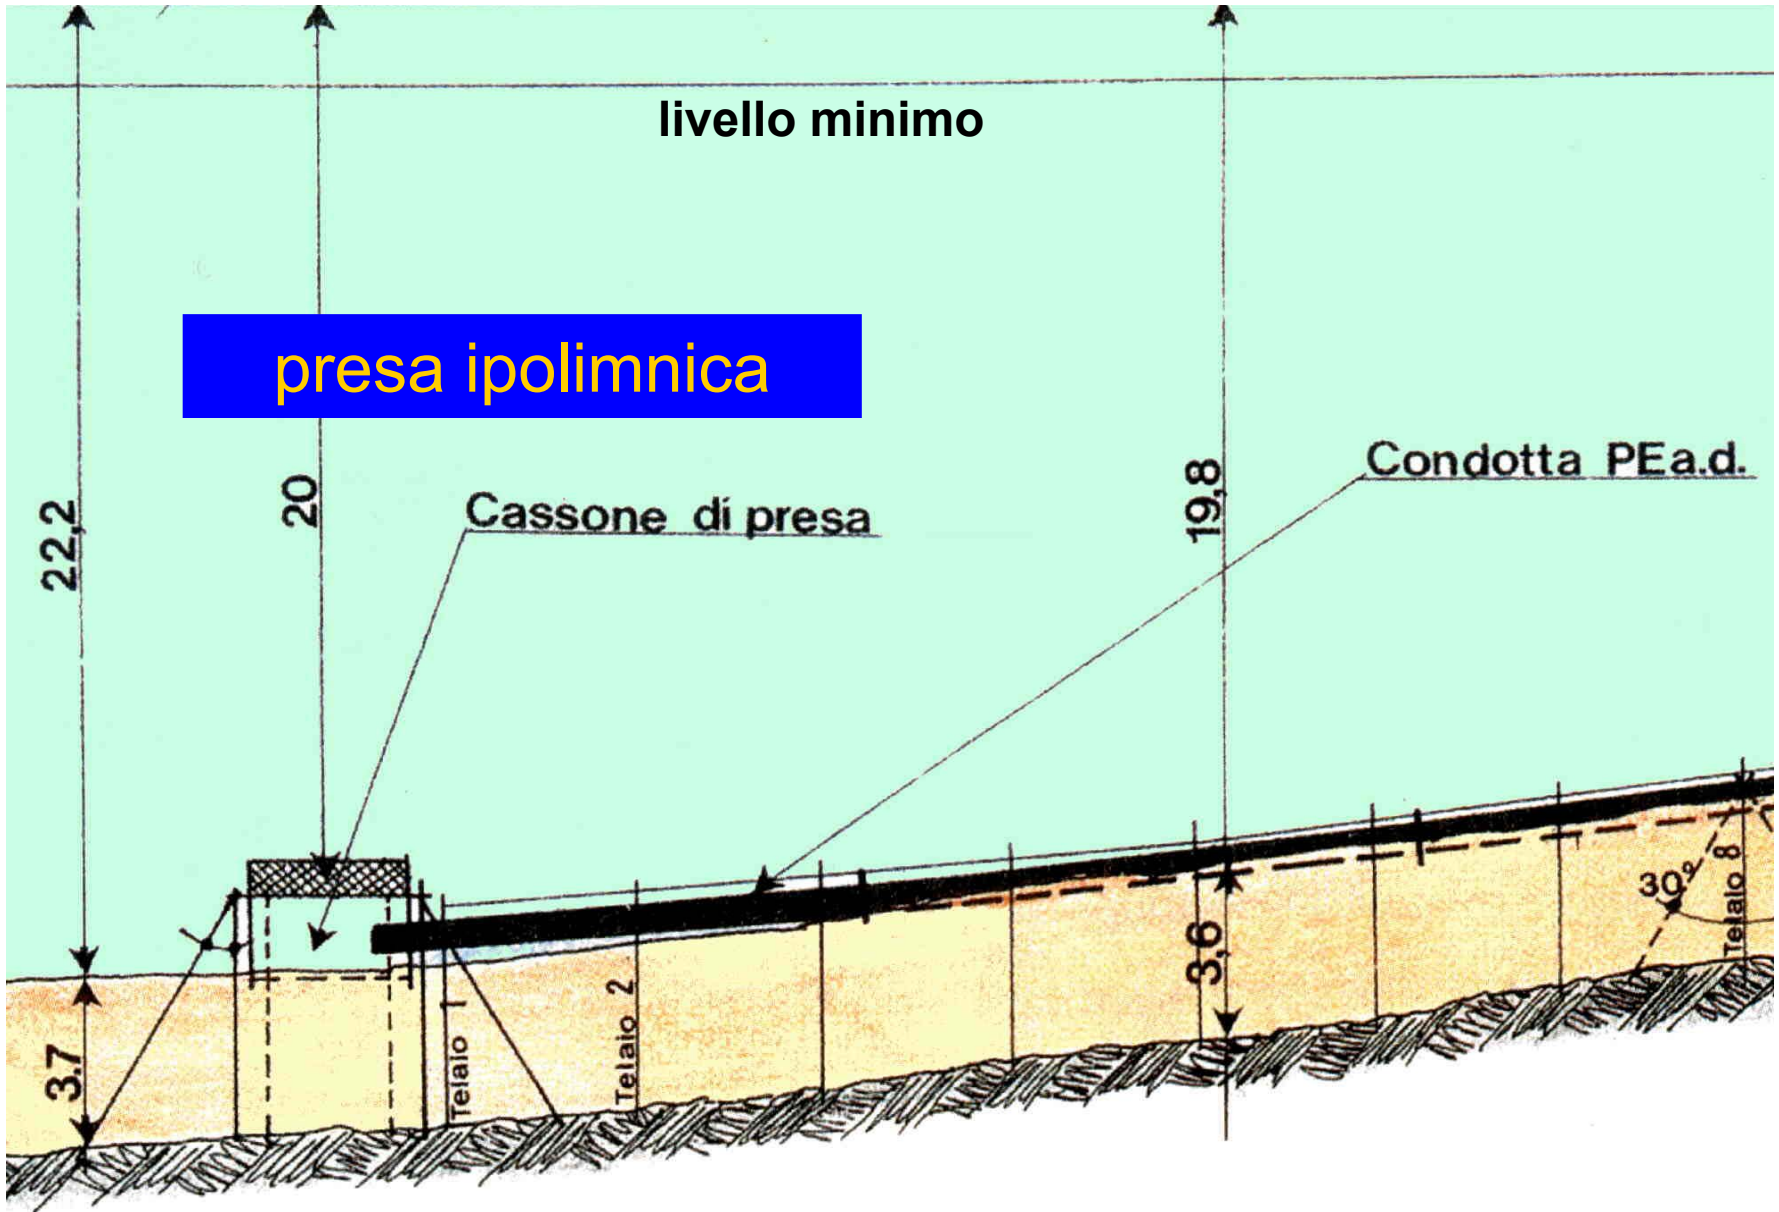 livello minimo
presa ipolimnica
22,2
20
Cassone di presa
19,8
Condotta PEa.d.
3.7
Telaio 1
Telaio 2
3,6
30º
Telaio 8